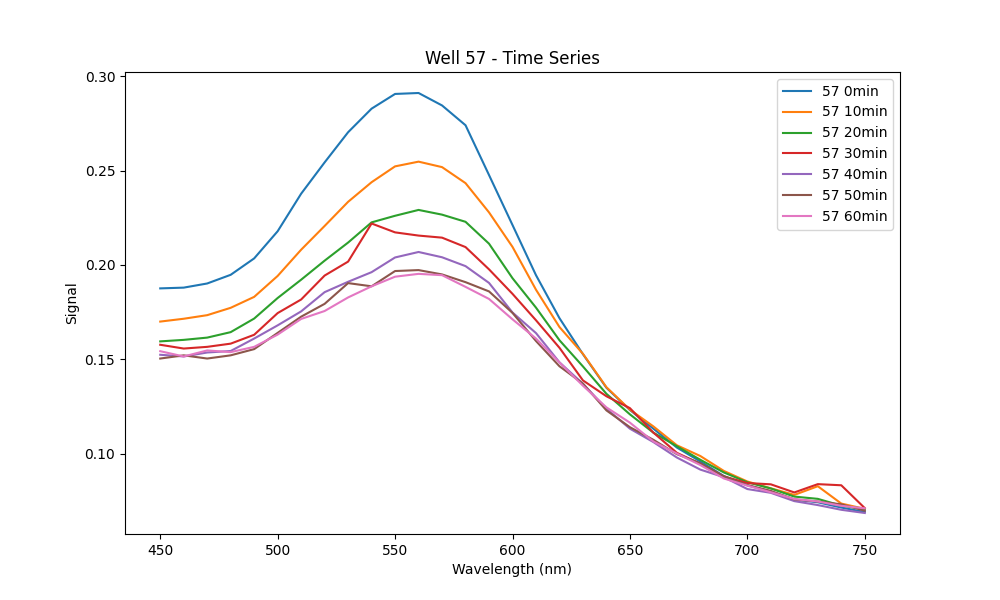 Well 57 - Time Series
Signal
0.30
0.25
0.20
0.15
0.10
57 0min
57 10min
57 20min
57 30min
57 40min
57 50min
57 60min
450 500 550 600 650 700 750
Wavelength (nm)